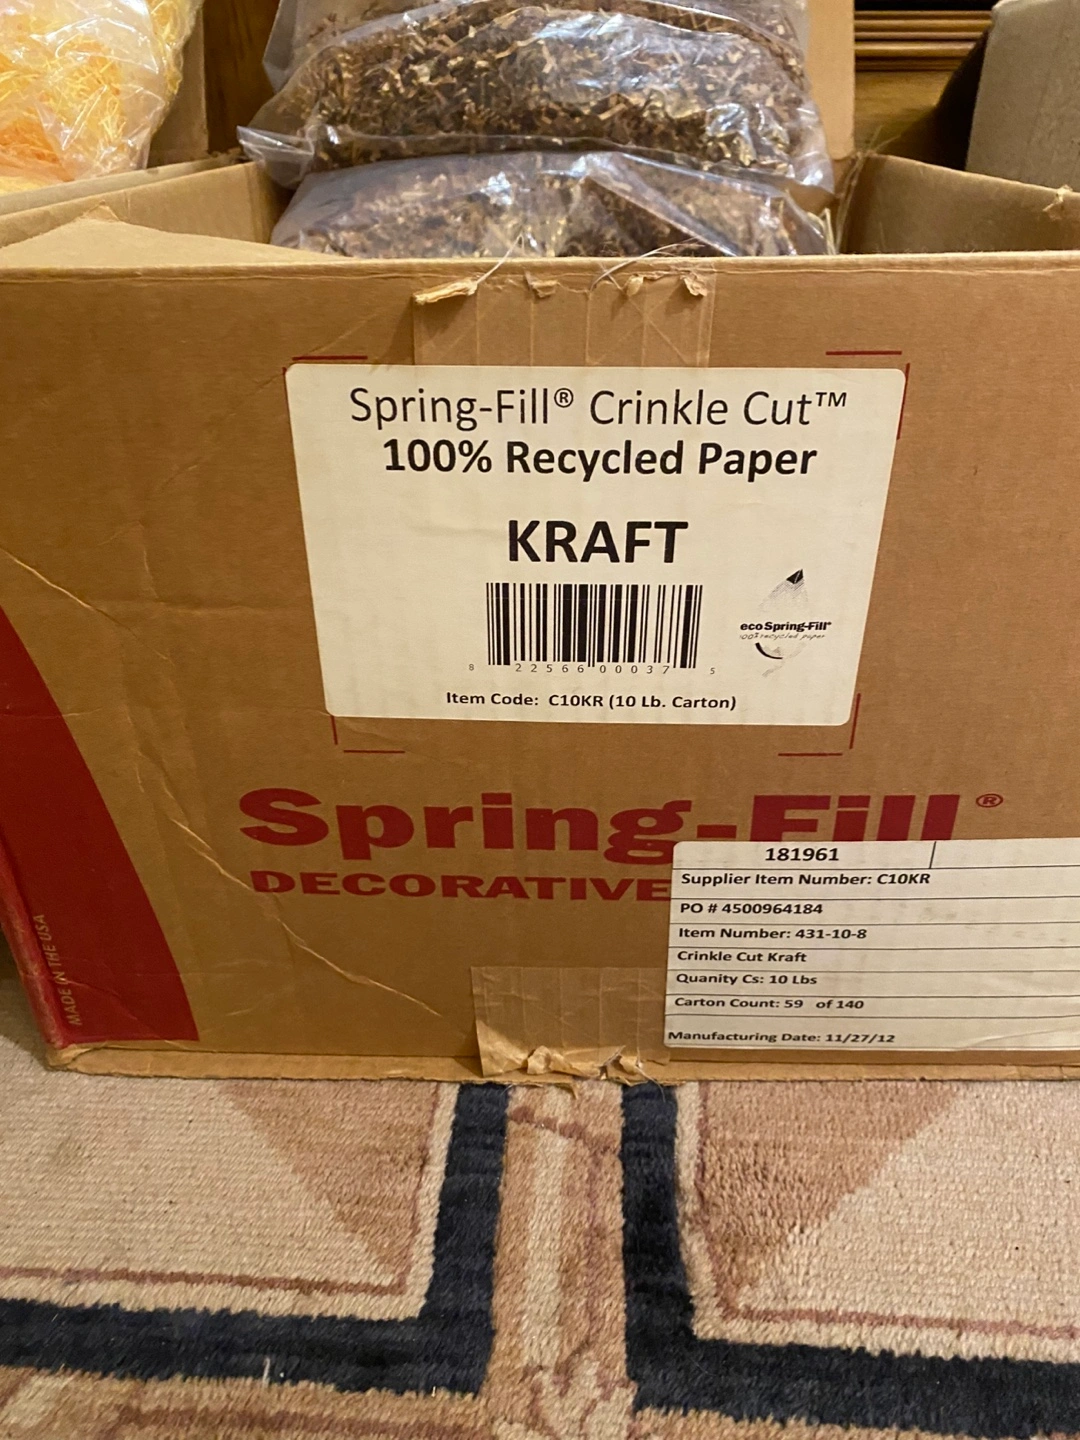 Spring-Fill® Crinkle Cut™
100% Recycled Paper
KRAFT
ecoSpring-Fill®
100% recycled paper
8 22566 00037 5
Item Code: C10KR (10 Lb. Carton)
Spring-Fill®
DECORATIVE
MADE IN THE USA
181961
Supplier Item Number: C10KR
PO # 4500964184
Item Number: 431-10-8
Crinkle Cut Kraft
Quanity Cs: 10 Lbs
Carton Count: 59 of 140
Manufacturing Date: 11/27/12